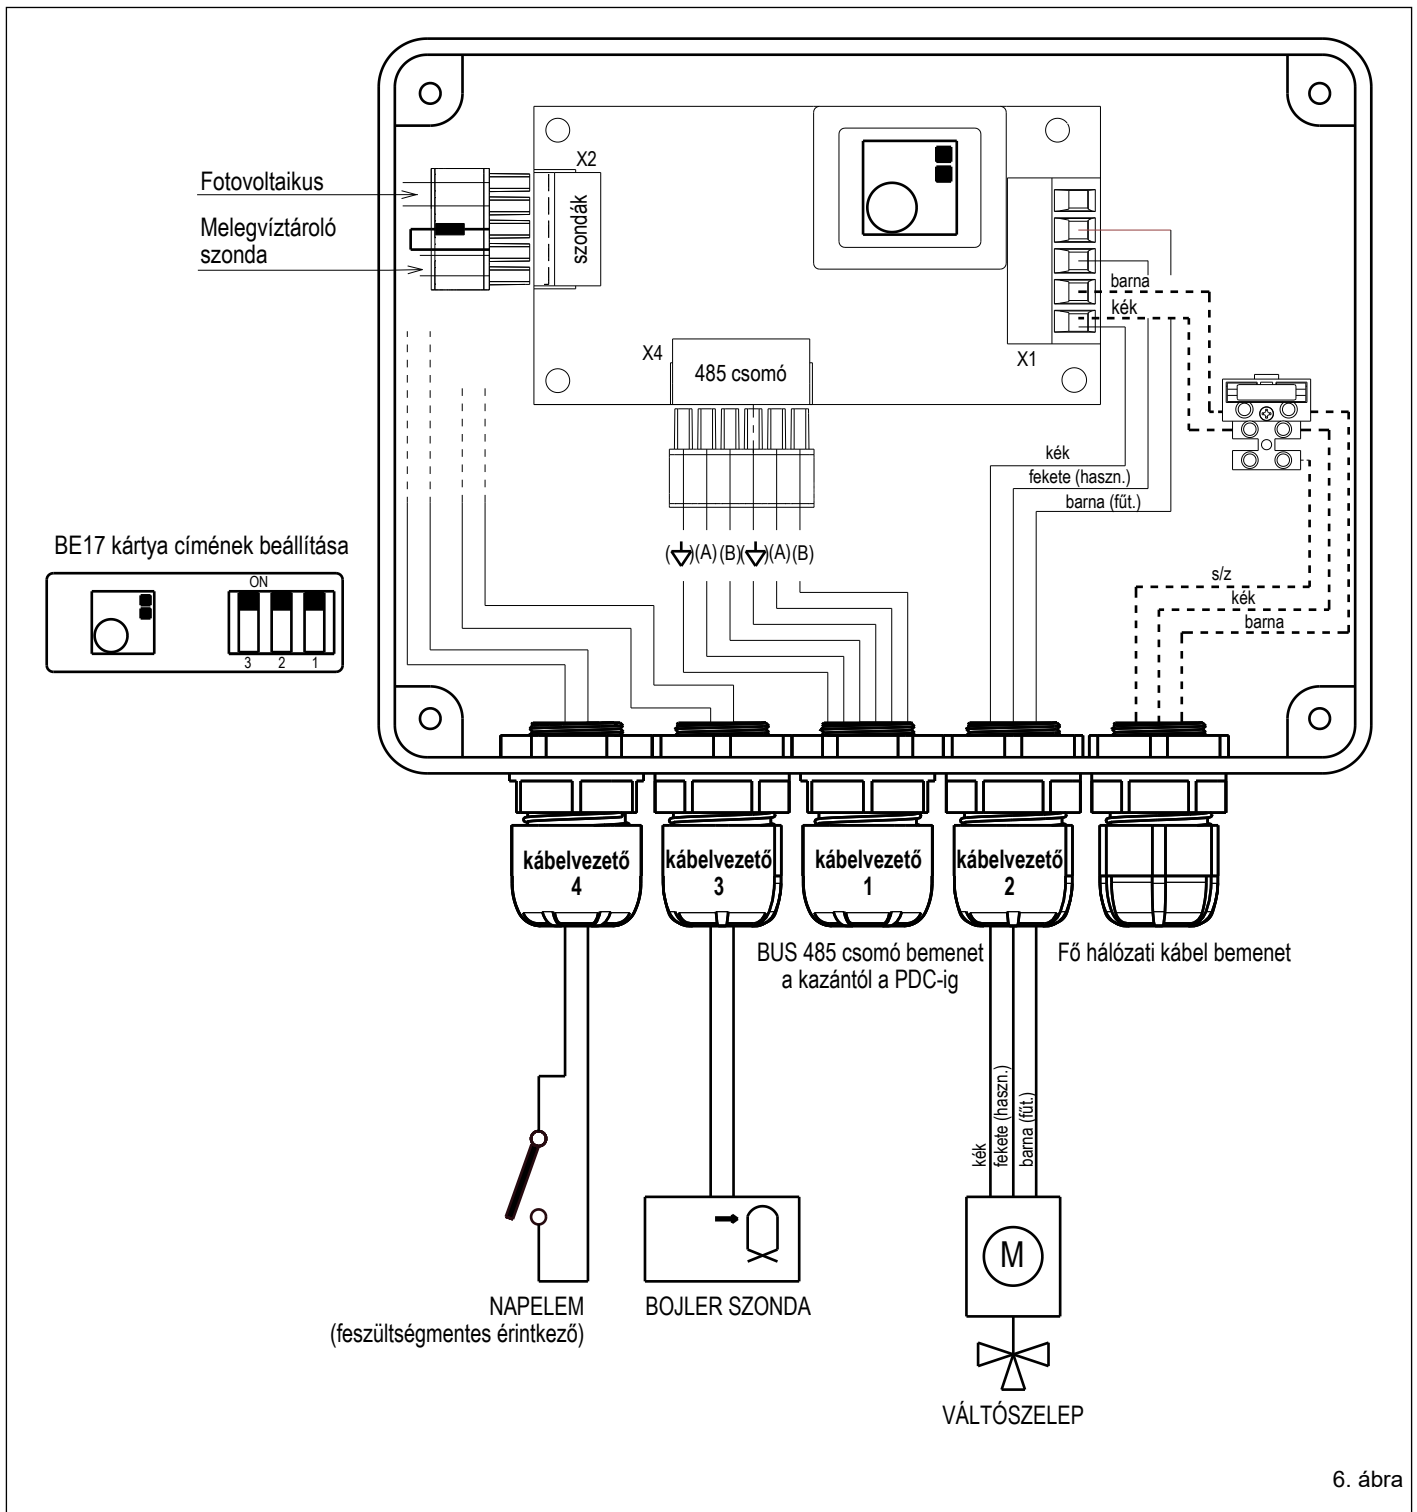 Fotovoltaikus
Melegvíztároló
szonda
X2
szondák
X4
485 csomó
X1
barna
kék
kék
fekete (haszn.)
barna (fűt.)
( ) (A) (B) ( ) (A) (B)
s/z
kék
barna
BE17 kártya címének beállítása
ON
3 2 1
kábelvezető
4
kábelvezető
3
kábelvezető
1
kábelvezető
2
BUS 485 csomó bemenet
a kazántól a PDC-ig
Fő hálózati kábel bemenet
kék
fekete (haszn.)
barna (fűt.)
M
NAPELEM
(feszültségmentes érintkező)
BOJLER SZONDA
VÁLTÓSZELEP
6. ábra